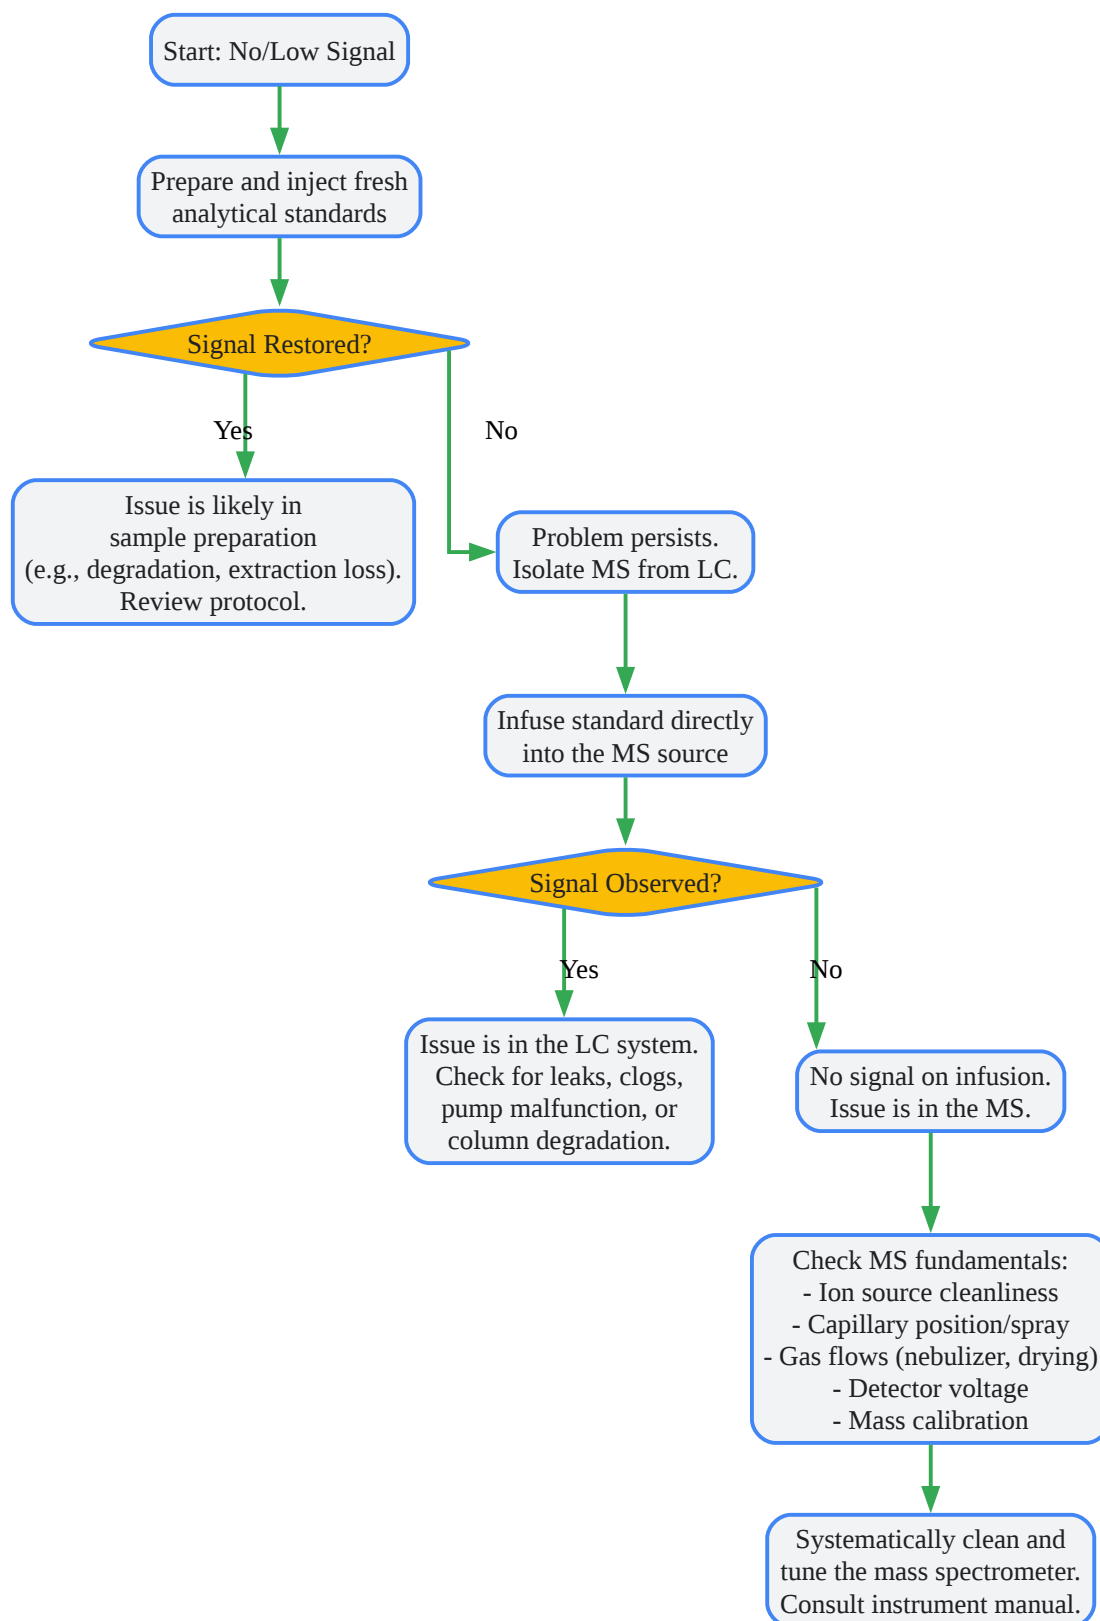 Start: No/Low Signal
Prepare and inject fresh
analytical standards
Signal Restored?
Yes
No
Issue is likely in
sample preparation
(e.g., degradation, extraction loss).
Review protocol.
Problem persists.
Isolate MS from LC.
Infuse standard directly
into the MS source
Signal Observed?
Yes
No
Issue is in the LC system.
Check for leaks, clogs,
pump malfunction, or
column degradation.
No signal on infusion.
Issue is in the MS.
Check MS fundamentals:
- Ion source cleanliness
- Capillary position/spray
- Gas flows (nebulizer, drying)
- Detector voltage
- Mass calibration
Systematically clean and
tune the mass spectrometer.
Consult instrument manual.